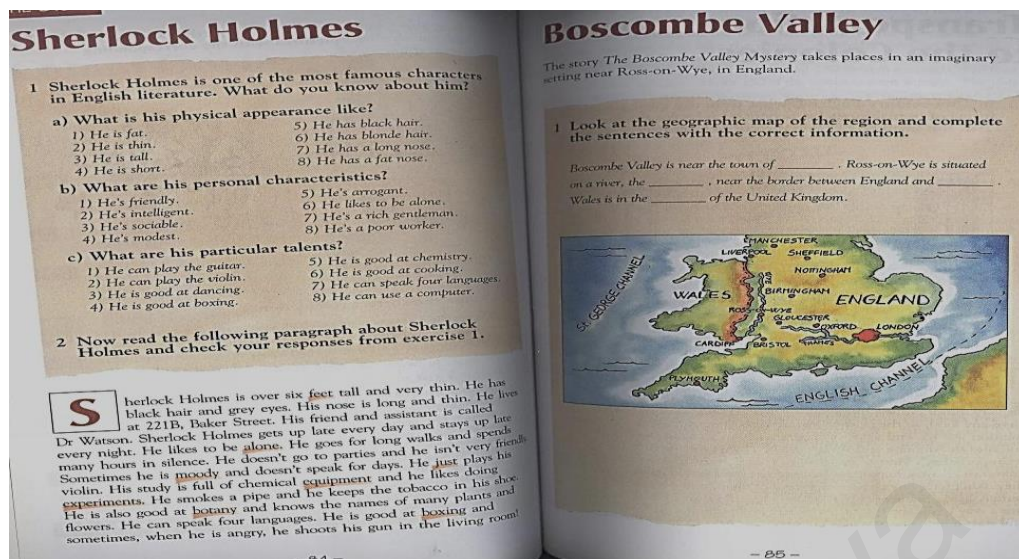 Sherlock Holmes
1 Sherlock Holmes is one of the most famous characters
in English literature. What do you know about him?
a) What is his physical appearance like?
1) He is fat.
2) He is thin.
3) He is tall.
4) He is short.
5) He has black hair.
6) He has blonde hair.
7) He has a long nose.
8) He has a fat nose.
b) What are his personal characteristics?
1) He's friendly.
2) He's intelligent.
3) He's sociable.
4) He's modest.
5) He's arrogant.
6) He likes to be alone.
7) He's a rich gentleman.
8) He's a poor worker.
c) What are his particular talents?
1) He can play the guitar.
2) He can play the violin.
3) He is good at dancing.
4) He is good at boxing.
5) He is good at chemistry.
6) He is good at cooking.
7) He can speak four languages.
8) He can use a computer.
2 Now read the following paragraph about Sherlock
Holmes and check your responses from exercise 1.
Sherlock Holmes is over six feet tall and very thin. He has
black hair and grey eyes. His nose is long and thin. He lives
at 221B, Baker Street. His friend and assistant is called
Dr Watson. Sherlock Holmes gets up late every day and stays up late
every night. He likes to be alone. He goes for long walks and spends
many hours in silence. He doesn't go to parties and he isn't very friendly.
Sometimes he is moody and doesn't speak for days. He just plays his
violin. His study is full of chemical equipment and he likes doing
experiments. He smokes a pipe and he keeps the tobacco in his shoe.
He is also good at botany and knows the names of many plants and
flowers. He can speak four languages. He is good at boxing and
sometimes, when he is angry, he shoots his gun in the living room!
Boscombe Valley
The story The Boscombe Valley Mystery takes places in an imaginary
setting near Ross-on-Wye, in England.
1 Look at the geographic map of the region and complete
the sentences with the correct information.
Boscombe Valley is near the town of ________ . Ross-on-Wye is situated
on a river, the ________ , near the border between England and ________ .
Wales is in the ________ of the United Kingdom.
MANCHESTER
LIVERPOOL
SHEFFIELD
NOTTINGHAM
ST. GEORGE CHANNEL
WALES
WYE
BIRMINGHAM
ENGLAND
ROSS-ON-WYE
GLOUCESTER
OXFORD
LONDON
CARDIFF
BRISTOL
THAMES
PLYMOUTH
ENGLISH CHANNEL
– 85 –